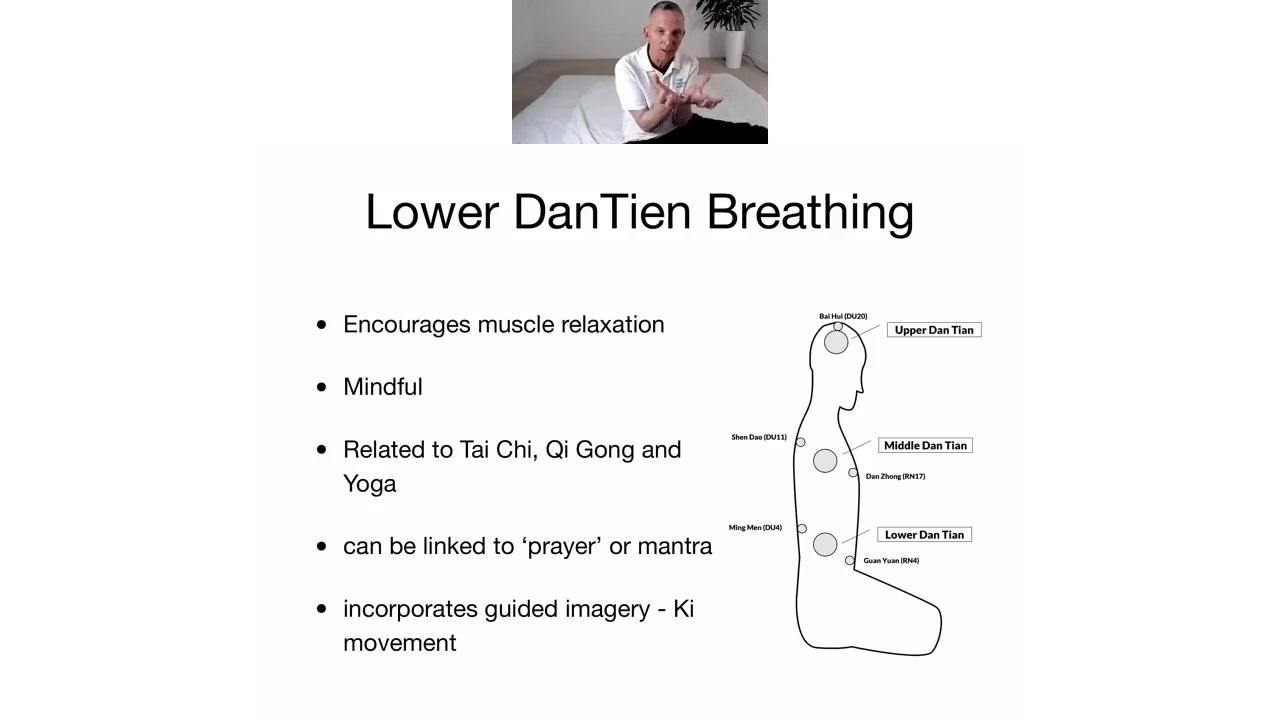 Lower DanTien Breathing
• Encourages muscle relaxation
• Mindful
• Related to Tai Chi, Qi Gong and
Yoga
• can be linked to ‘prayer’ or mantra
• incorporates guided imagery - Ki
movement
Bai Hui (DU20)
Upper Dan Tian
Shen Dao (DU11)
Middle Dan Tian
Dan Zhong (RN17)
Ming Men (DU4)
Lower Dan Tian
Guan Yuan (RN4)